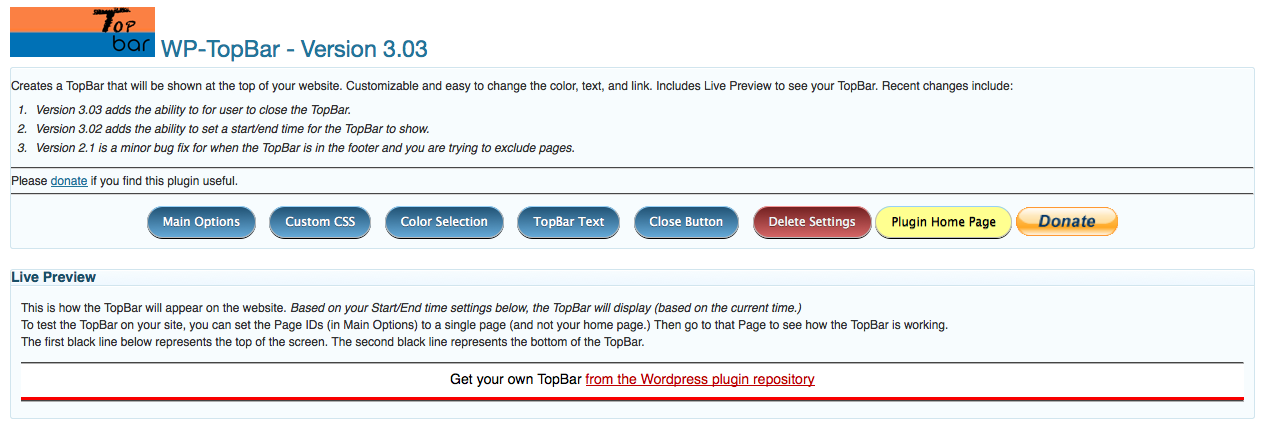 Top
bar
WP-TopBar - Version 3.03
Creates a TopBar that will be shown at the top of your website. Customizable and easy to change the color, text, and link. Includes Live Preview to see your TopBar. Recent changes include:
1. Version 3.03 adds the ability to for user to close the TopBar.
2. Version 3.02 adds the ability to set a start/end time for the TopBar to show.
3. Version 2.1 is a minor bug fix for when the TopBar is in the footer and you are trying to exclude pages.
Please donate if you find this plugin useful.
Main Options Custom CSS Color Selection TopBar Text Close Button Delete Settings Plugin Home Page Donate
Live Preview
This is how the TopBar will appear on the website. Based on your Start/End time settings below, the TopBar will display (based on the current time.)
To test the TopBar on your site, you can set the Page IDs (in Main Options) to a single page (and not your home page.) Then go to that Page to see how the TopBar is working.
The first black line below represents the top of the screen. The second black line represents the bottom of the TopBar.
Get your own TopBar from the Wordpress plugin repository